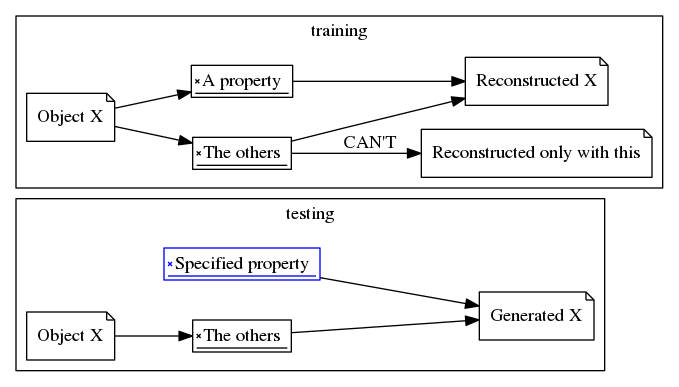 training
Object X
A property
The others
Reconstructed X
CAN'T
Reconstructed only with this
testing
Specified property
Object X
The others
Generated X